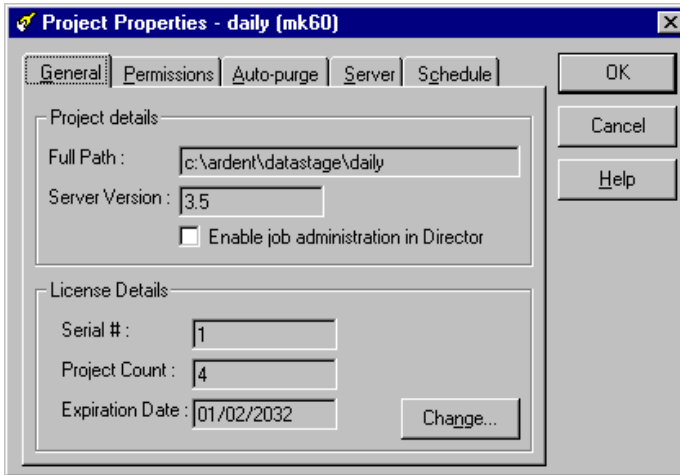 Project Properties - daily (mk60)
General Permissions Auto-purge Server Schedule
OK
Cancel
Help
Project details
Full Path : c:\ardent\datastage\daily
Server Version : 3.5
Enable job administration in Director
License Details
Serial # : 1
Project Count : 4
Expiration Date : 01/02/2032
Change...